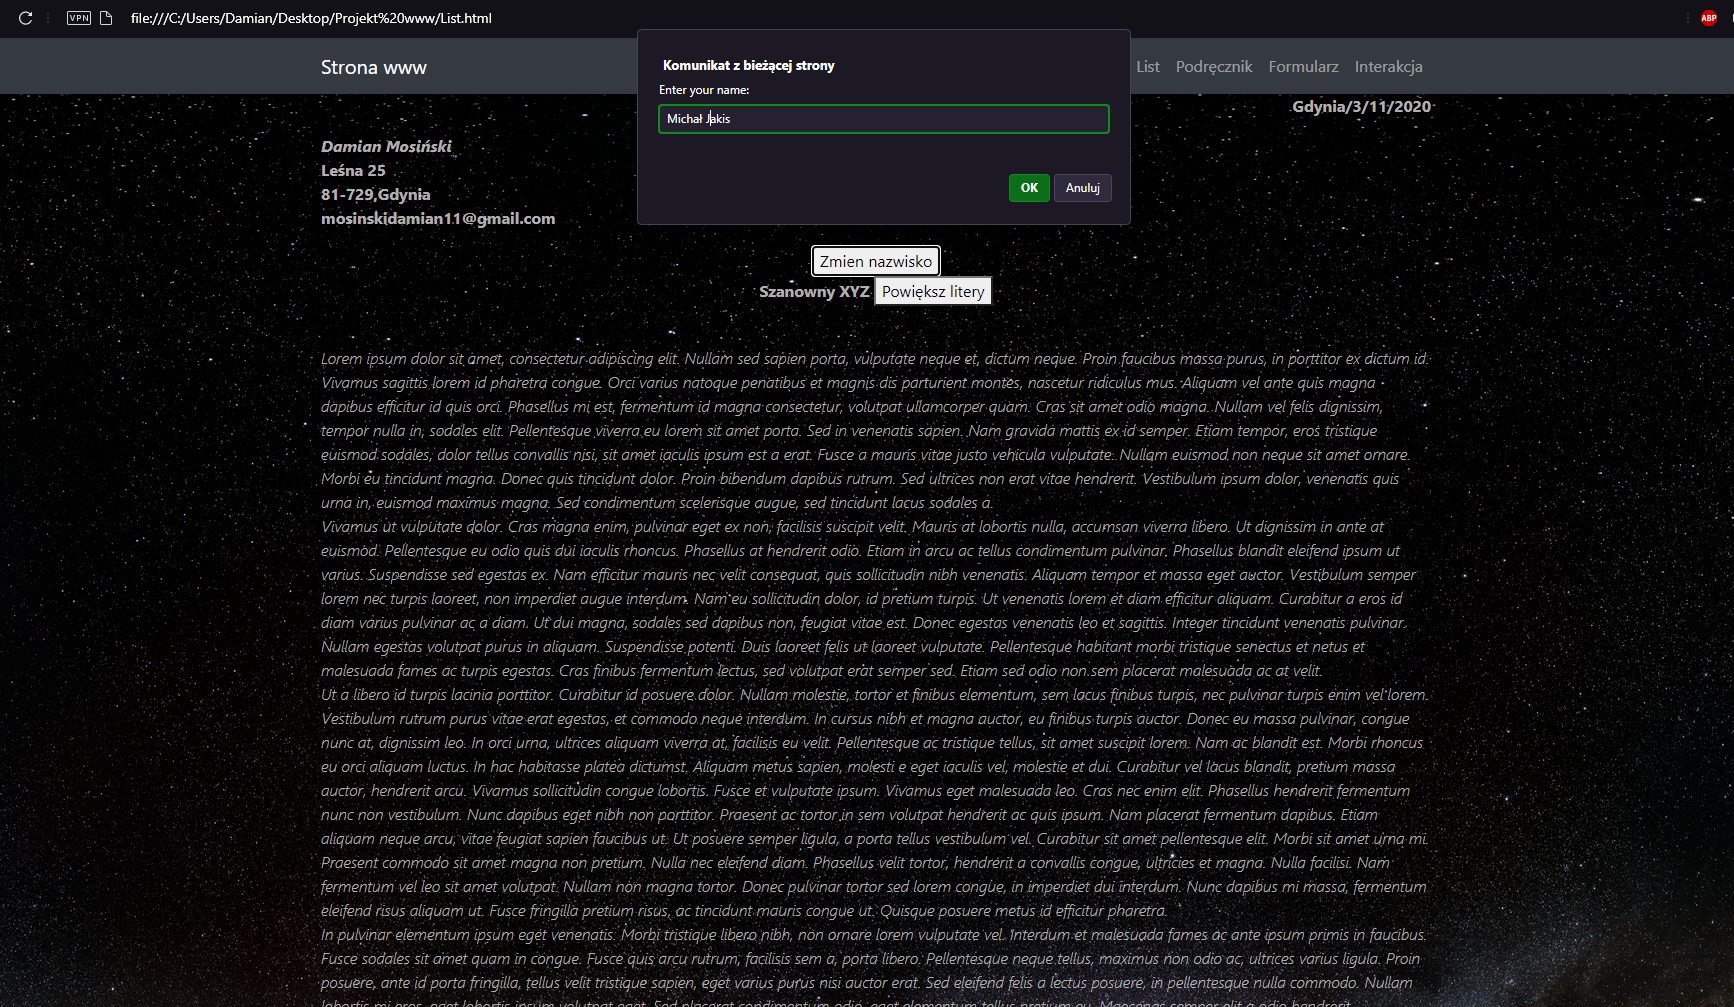 VPN file:///C:/Users/Damian/Desktop/Projekt%20www/List.html ABP
Strona www
List Podręcznik Formularz Interakcja
Komunikat z bieżącej strony
Enter your name:
Michał Jakis
OK Anuluj
Gdynia/3/11/2020
Damian Mosiński
Leśna 25
81-729,Gdynia
mosinskidamian11@gmail.com
Zmien nazwisko
Szanowny XYZ Powiększ litery
Lorem ipsum dolor sit amet, consectetur adipiscing elit. Nullam sed sapien porta, vulputate neque et, dictum neque. Proin faucibus massa purus, in porttitor ex dictum id.
Vivamus sagittis lorem id pharetra congue. Orci varius natoque penatibus et magnis dis parturient montes, nascetur ridiculus mus. Aliquam vel ante quis magna
dapibus efficitur id quis orci. Phasellus mi est, fermentum id magna consectetur, volutpat ullamcorper quam. Cras sit amet odio magna. Nullam vel felis dignissim,
tempor nulla in, sodales elit. Pellentesque viverra eu lorem sit amet porta. Sed in venenatis sapien. Nam gravida mattis ex id semper. Etiam tempor, eros tristique
euismod sodales, dolor tellus convallis nisi, sit amet iaculis ipsum est a erat. Fusce a mauris vitae justo vehicula vulputate. Nullam euismod non neque sit amet ornare.
Morbi eu tincidunt magna. Donec quis tincidunt dolor. Proin bibendum dapibus rutrum. Sed ultrices non erat vitae hendrerit. Vestibulum ipsum dolor, venenatis quis
urna in, euismod maximus magna. Sed condimentum scelerisque augue, sed tincidunt lacus sodales a.
Vivamus ut vulputate dolor. Cras magna enim, pulvinar eget ex non, facilisis suscipit velit. Mauris at lobortis nulla, accumsan viverra libero. Ut dignissim in ante at
euismod. Pellentesque eu odio quis dui iaculis rhoncus. Phasellus at hendrerit odio. Etiam in arcu ac tellus condimentum pulvinar. Phasellus blandit eleifend ipsum ut
varius. Suspendisse sed egestas ex. Nam efficitur mauris nec velit consequat, quis sollicitudin nibh venenatis. Aliquam tempor et massa eget auctor. Vestibulum semper
lorem nec turpis laoreet, non imperdiet augue interdum. Nam eu sollicitudin dolor, id pretium turpis. Ut venenatis lorem et diam efficitur aliquam. Curabitur a eros id
diam varius pulvinar ac a diam. Ut dui magna, sodales sed dapibus non, feugiat vitae est. Donec egestas venenatis leo et sagittis. Integer tincidunt venenatis pulvinar.
Nullam egestas volutpat purus in aliquam. Suspendisse potenti. Duis laoreet felis ut laoreet vulputate. Pellentesque habitant morbi tristique senectus et netus et
malesuada fames ac turpis egestas. Cras finibus fermentum lectus, sed volutpat erat semper sed. Etiam sed odio non sem placerat malesuada ac at velit.
Ut a libero id turpis lacinia porttitor. Curabitur id posuere dolor. Nullam molestie, tortor et finibus elementum, sem lacus finibus turpis, nec pulvinar turpis enim vel lorem.
Vestibulum rutrum purus vitae erat egestas, et commodo neque interdum. In cursus nibh et magna auctor, eu finibus turpis auctor. Donec eu massa pulvinar, congue
nunc at, dignissim leo. In orci urna, ultrices aliquam viverra at, facilisis eu velit. Pellentesque ac tristique tellus, sit amet suscipit lorem. Nam ac blandit est. Morbi rhoncus
eu orci aliquam luctus. In hac habitasse platea dictumst. Aliquam metus sapien, molesti e eget iaculis vel, molestie et dui. Curabitur vel lacus blandit, pretium massa
auctor, hendrerit arcu. Vivamus sollicitudin congue lobortis. Fusce et vulputate ipsum. Vivamus eget malesuada leo. Cras nec enim elit. Phasellus hendrerit fermentum
nunc non vestibulum. Nunc dapibus eget nibh non porttitor. Praesent ac tortor in sem volutpat hendrerit ac quis ipsum. Nam placerat fermentum dapibus. Etiam
aliquam neque arcu, vitae feugiat sapien faucibus ut. Ut posuere semper ligula, a porta tellus vestibulum vel. Curabitur sit amet pellentesque elit. Morbi sit amet urna mi.
Praesent commodo sit amet magna non pretium. Nulla nec eleifend diam. Phasellus velit tortor, hendrerit a convallis congue, ultricies et magna. Nulla facilisi. Nam
fermentum vel leo sit amet volutpat. Nullam non magna tortor. Donec pulvinar tortor sed lorem congue, in imperdiet dui interdum. Nunc dapibus mi massa, fermentum
eleifend risus aliquam ut. Fusce fringilla pretium risus, ac tincidunt mauris congue ut. Quisque posuere metus id efficitur pharetra.
In pulvinar elementum ipsum eget venenatis. Morbi tristique libero nibh, non ornare lorem vulputate vel. Interdum et malesuada fames ac ante ipsum primis in faucibus.
Fusce sodales sit amet quam in congue. Fusce quis arcu rutrum, facilisis sem a, porta libero. Pellentesque neque tellus, maximus non odio ac, ultrices varius ligula. Proin
posuere, ante id porta fringilla, tellus velit tristique sapien, eget varius purus nisi auctor erat. Sed eleifend felis a lectus posuere, in pellentesque nulla commodo. Nullam
lobortis mi eros, eget lobortis ipsum volutpat eget. Sed placerat condimentum odio, eget elementum tellus pretium eu. Maecenas semper elit a odio hendrerit.